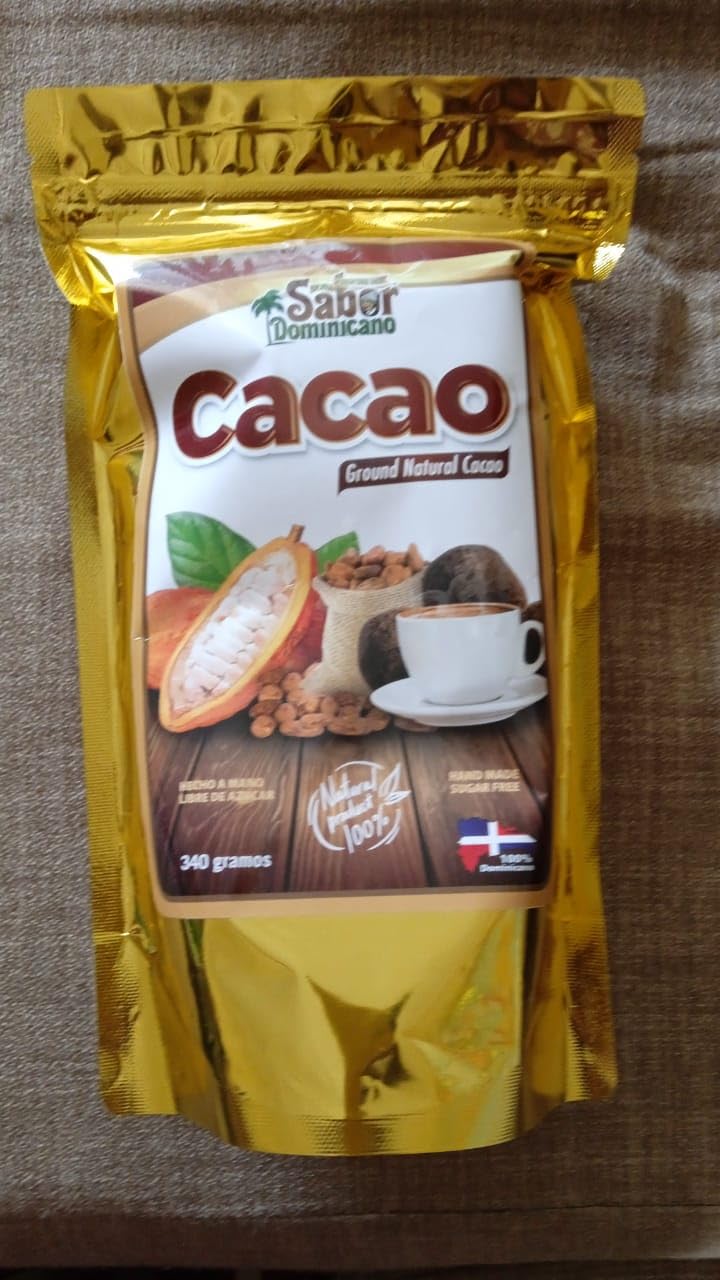 Sabor
Dominicano
Cacao
Ground Natural Cacao
HECHO A MANO
LIBRE DE AZUCAR
Natural
product
100%
HAND MADE
SUGAR FREE
340 gramos
100%
Dominicano